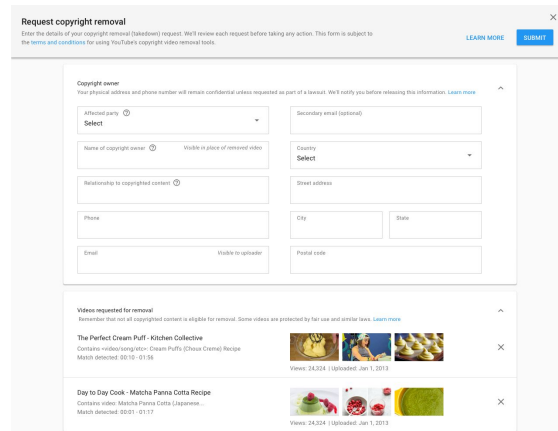 Request copyright removal
Enter the details of your copyright removal (takedown) request. We'll review each request before taking any action. This form is subject to
the terms and conditions for using YouTube's copyright video removal tools.
LEARN MORE
SUBMIT
Copyright owner
Your physical address and phone number will remain confidential unless requested as part of a lawsuit. We'll notify you before releasing this information. Learn more
Affected party
Select
Secondary email (optional)
Name of copyright owner
Visible in place of removed video
Country
Select
Relationship to copyrighted content
Street address
Phone
City
State
Email
Visible to uploader
Postal code
Videos requested for removal
Remember that not all copyrighted content is eligible for removal. Some videos are protected by fair use and similar laws. Learn more
The Perfect Cream Puff - Kitchen Collective
Contains <video/song/etc>: Cream Puffs (Choux Creme) Recipe
Match detected: 00:10 - 01:56
Views: 24,324 | Uploaded: Jan 1, 2013
Day to Day Cook - Matcha Panna Cotta Recipe
Contains video: Matcha Panna Cotta (Japanese...
Match detected: 00:01 - 01:17
Views: 24,324 | Uploaded: Jan 1, 2013